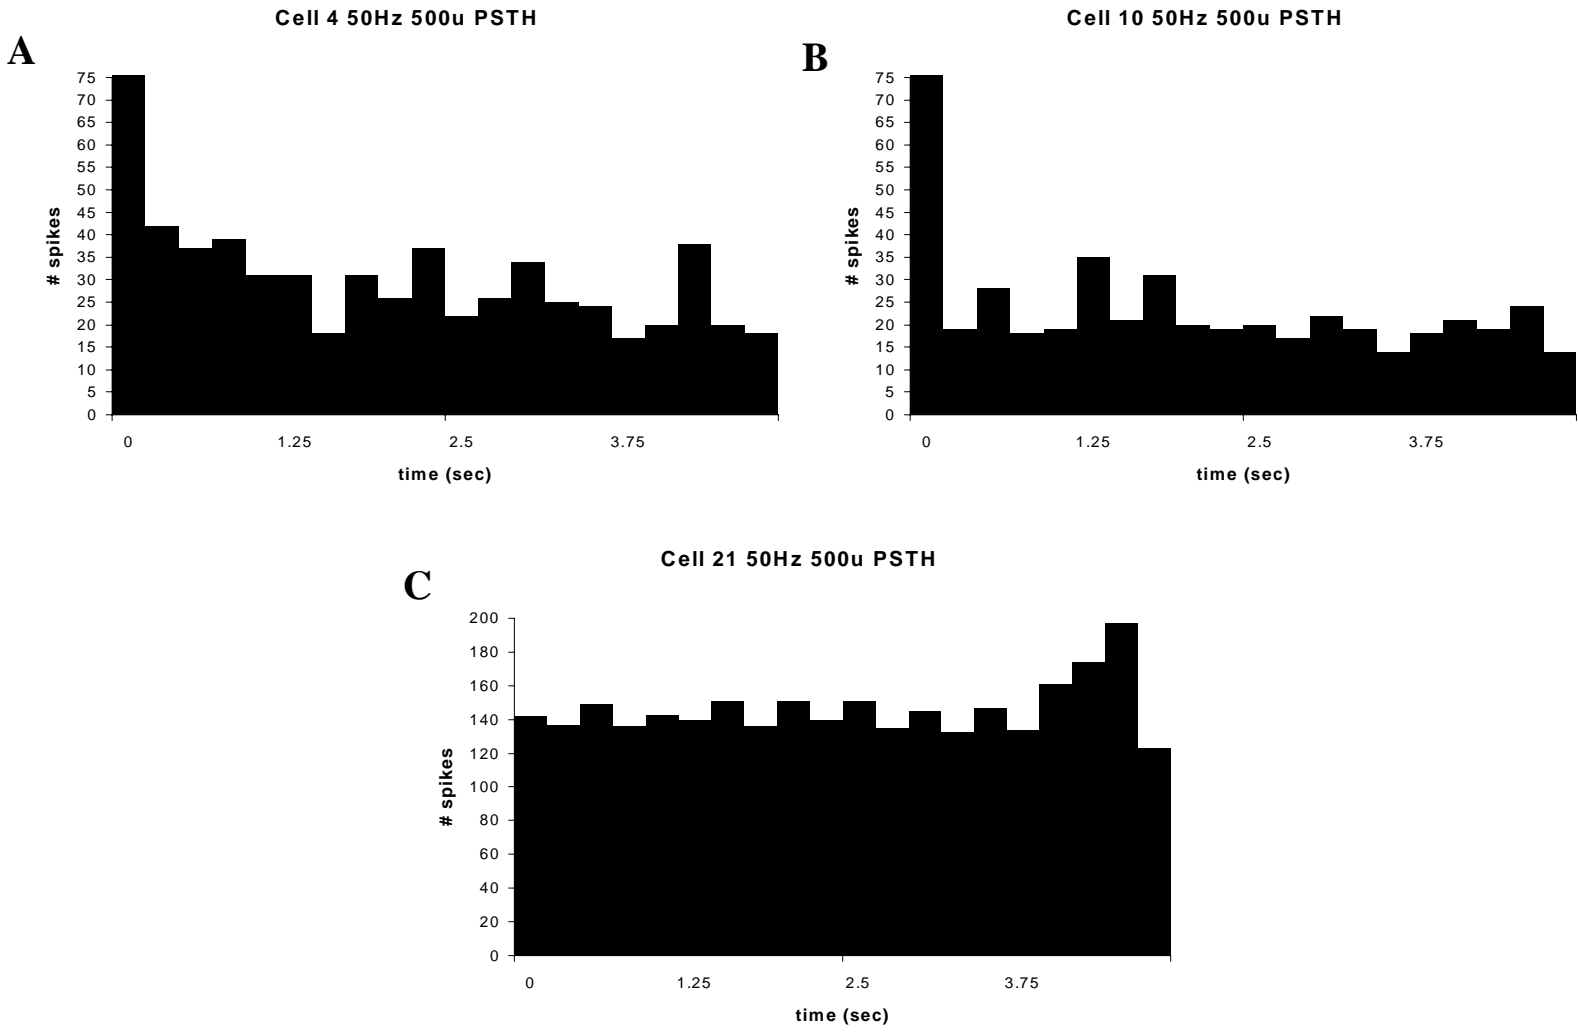 Cell 4 50Hz 500u PSTH
A
75
70
65
60
55
50
45
40
35
30
25
20
15
10
5
0
# spikes
0 1.25 2.5 3.75
time (sec)
Cell 10 50Hz 500u PSTH
B
75
70
65
60
55
50
45
40
35
30
25
20
15
10
5
0
# spikes
0 1.25 2.5 3.75
time (sec)
Cell 21 50Hz 500u PSTH
C
200
180
160
140
120
100
80
60
40
20
0
# spikes
0 1.25 2.5 3.75
time (sec)